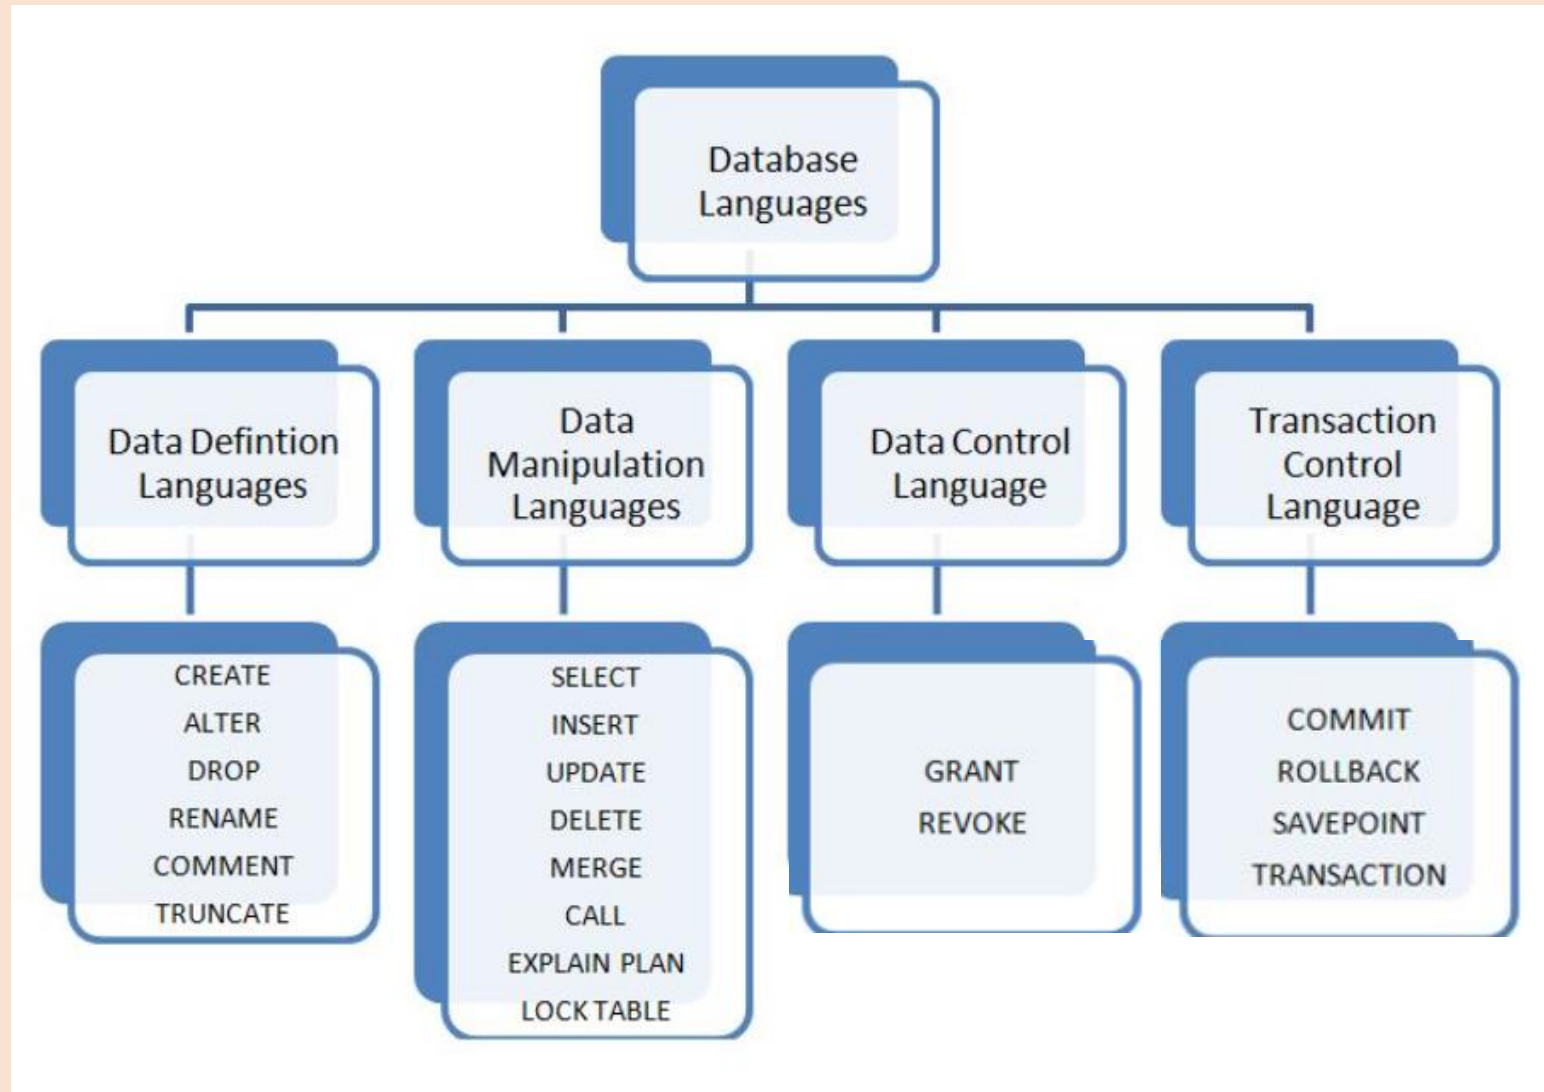 Database
Languages
Data Defintion
Languages
Data
Manipulation
Languages
Data Control
Language
Transaction
Control
Language
CREATE
ALTER
DROP
RENAME
COMMENT
TRUNCATE
SELECT
INSERT
UPDATE
DELETE
MERGE
CALL
EXPLAIN PLAN
LOCK TABLE
GRANT
REVOKE
COMMIT
ROLLBACK
SAVEPOINT
TRANSACTION